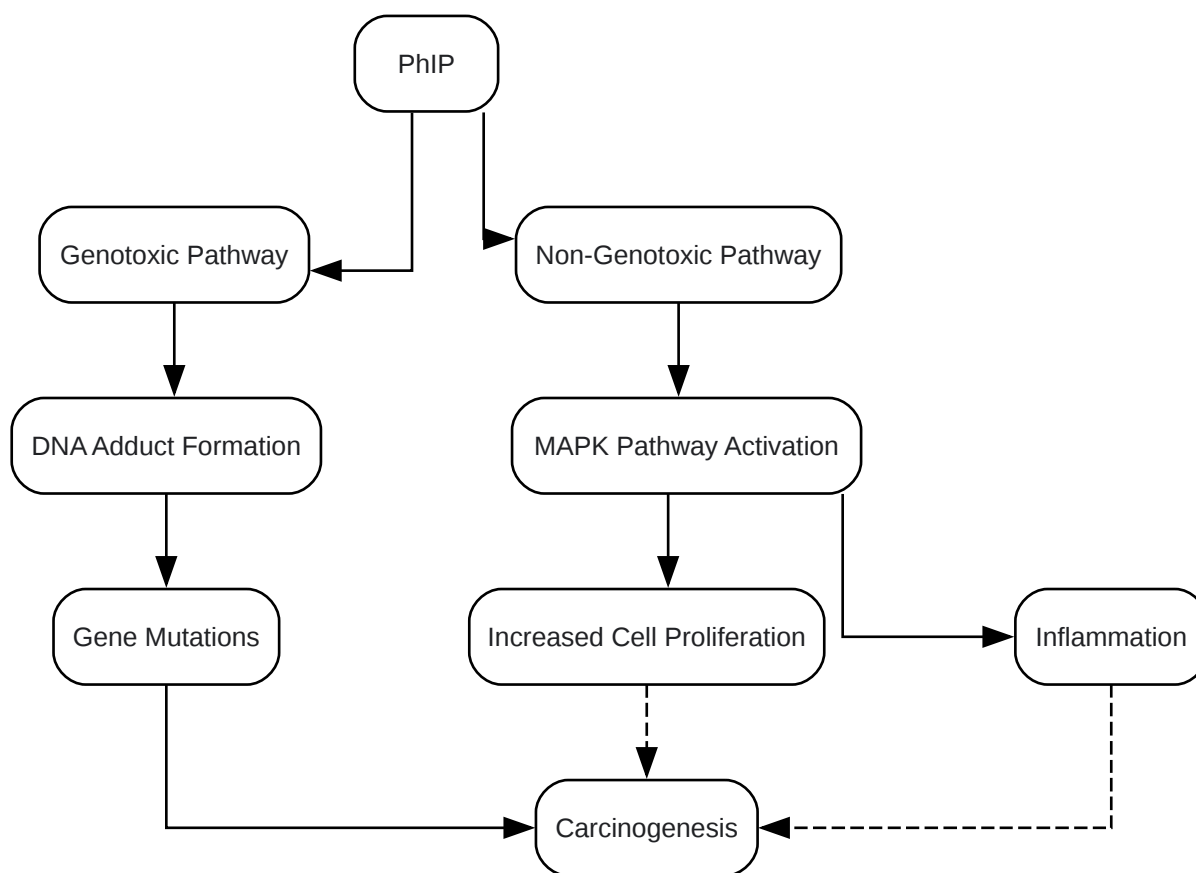 PhIP
Genotoxic Pathway
Non-Genotoxic Pathway
DNA Adduct Formation
MAPK Pathway Activation
Gene Mutations
Increased Cell Proliferation
Inflammation
Carcinogenesis